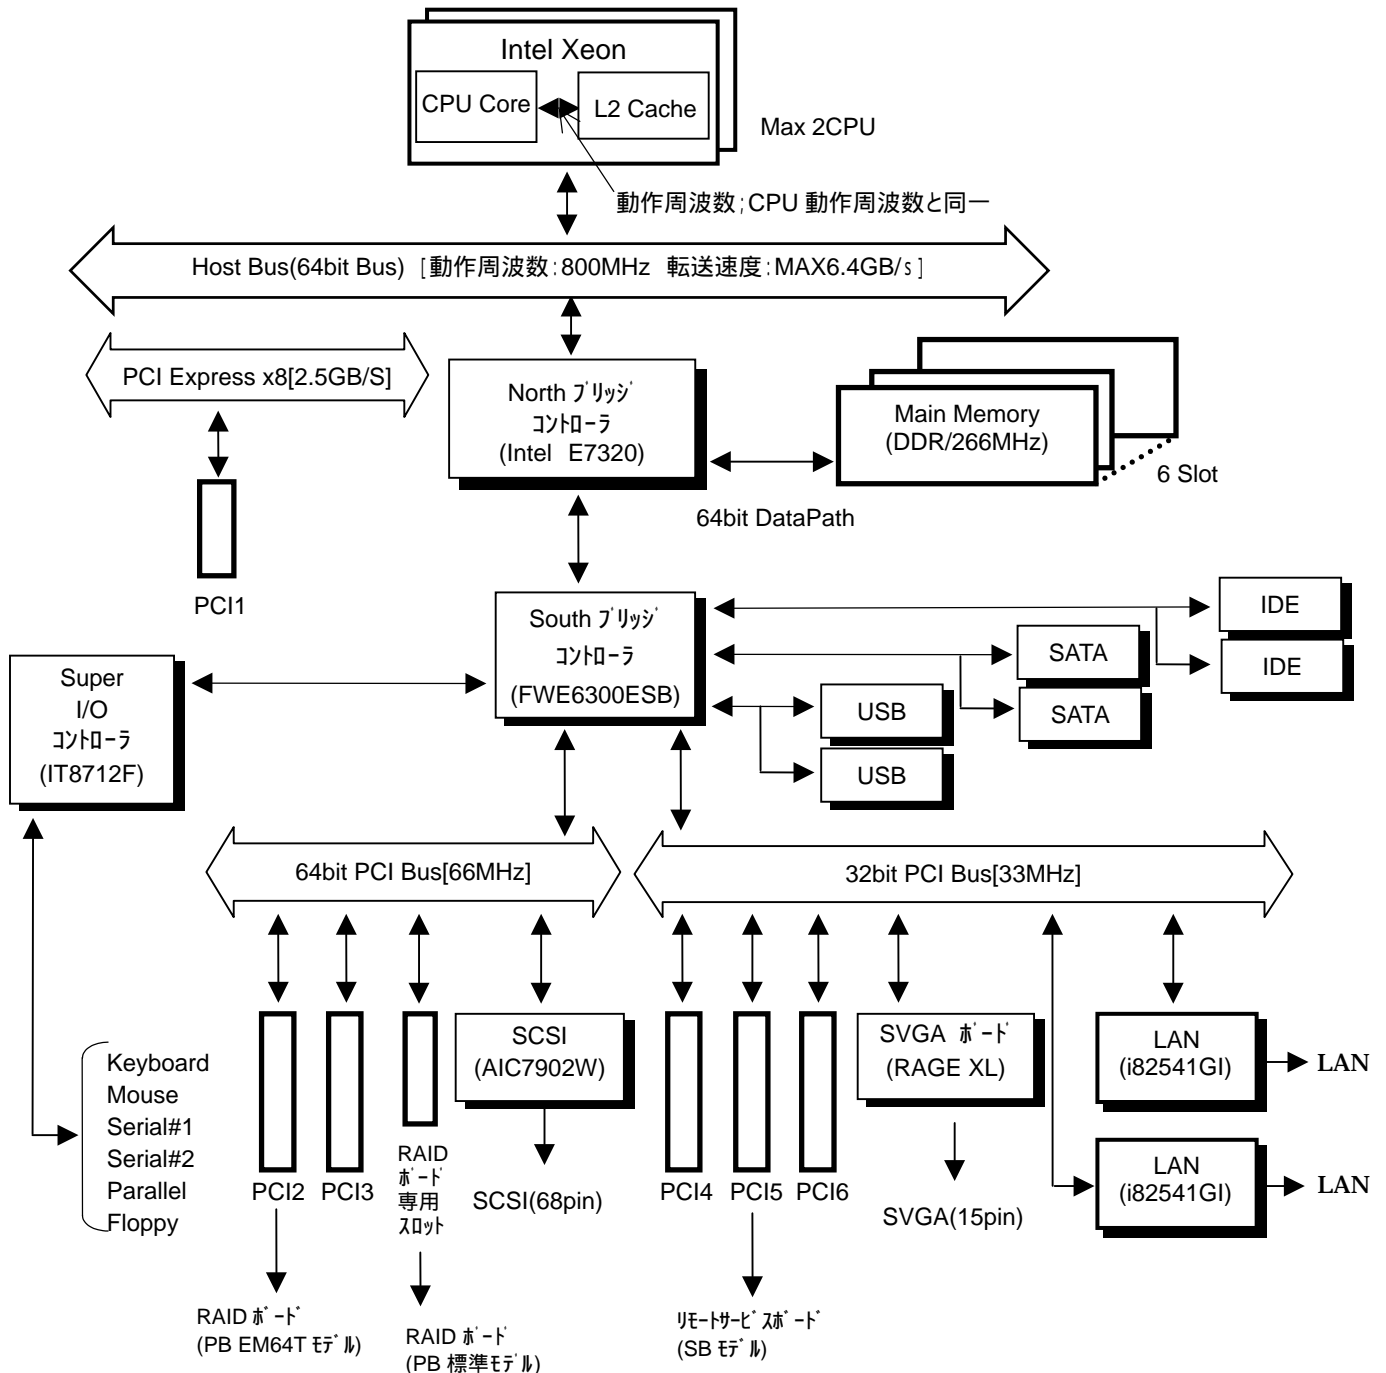 Intel Xeon
CPU Core
L2 Cache
Max 2CPU
動作周波数;CPU 動作周波数と同一
Host Bus(64bit Bus) [動作周波数:800MHz 転送速度:MAX6.4GB/s]
PCI Express x8[2.5GB/S]
PCI1
North ブリッジ
コントローラ
(Intel E7320)
Main Memory
(DDR/266MHz)
6 Slot
64bit DataPath
South ブリッジ
コントローラ
(FWE6300ESB)
IDE
IDE
SATA
SATA
USB
USB
Super
I/O
コントローラ
(IT8712F)
64bit PCI Bus[66MHz]
32bit PCI Bus[33MHz]
Keyboard
Mouse
Serial#1
Serial#2
Parallel
Floppy
PCI2
PCI3
RAID
ボード
専用
スロット
SCSI
(AIC7902W)
SCSI(68pin)
PCI4
PCI5
PCI6
SVGA ボード
(RAGE XL)
SVGA(15pin)
LAN
(i82541GI)
LAN
LAN
(i82541GI)
LAN
RAID ボード
(PB EM64T モデル)
RAID ボード
(PB 標準モデル)
リモートサービスボード
(SB モデル)